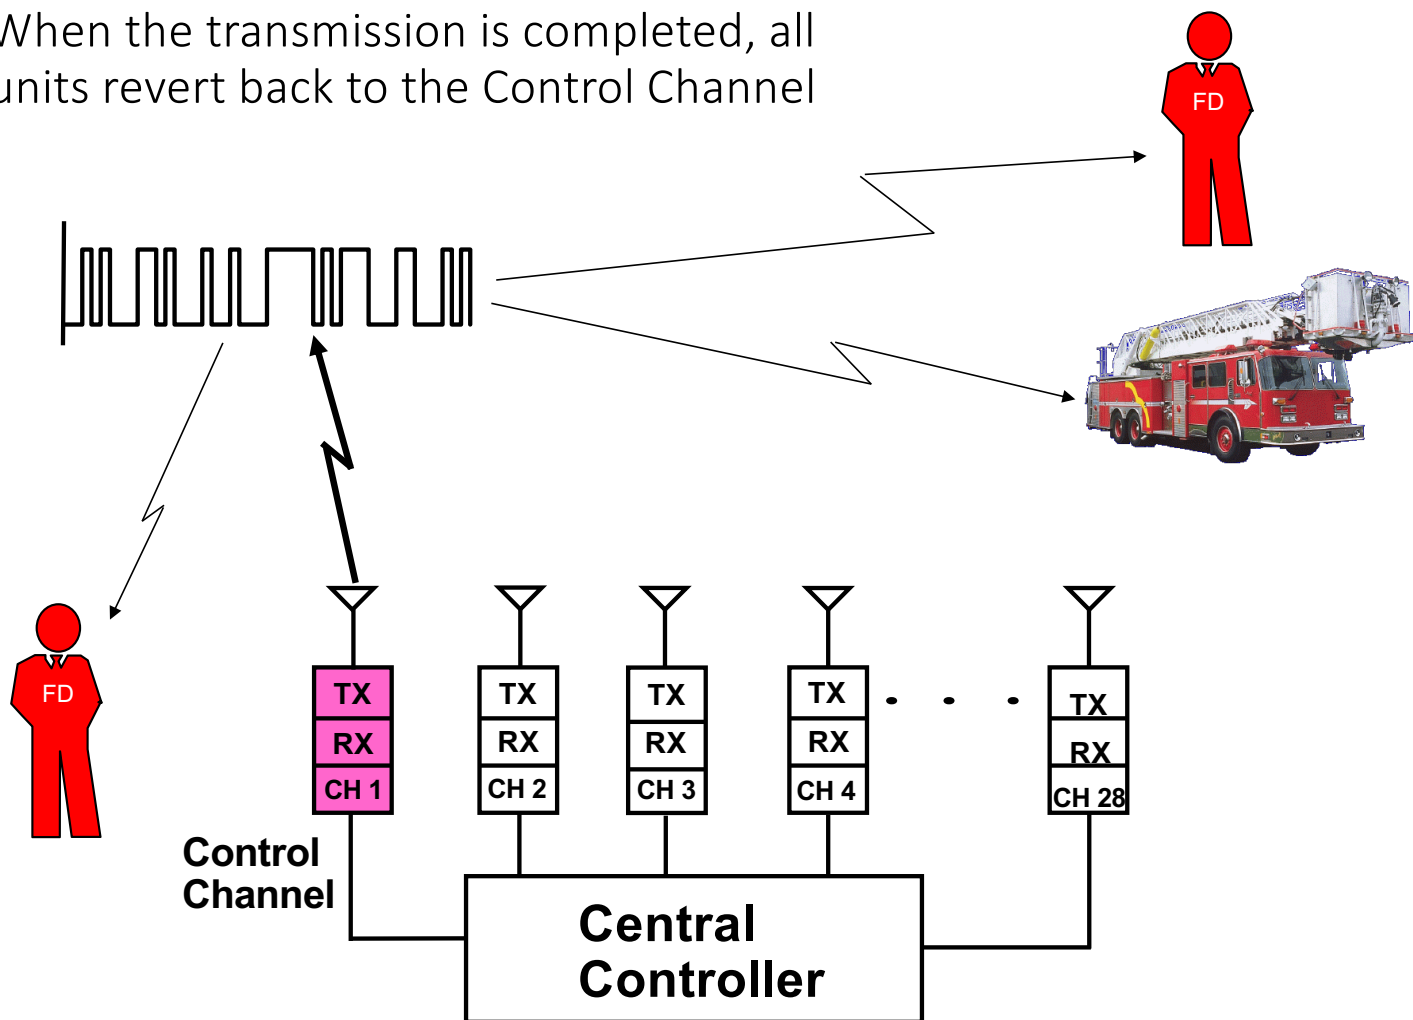 When the transmission is completed, all
units revert back to the Control Channel
FD
FD
TX
RX
CH 1
TX
RX
CH 2
TX
RX
CH 3
TX
RX
CH 4
. . .
TX
RX
CH 28
Control
Channel
Central
Controller